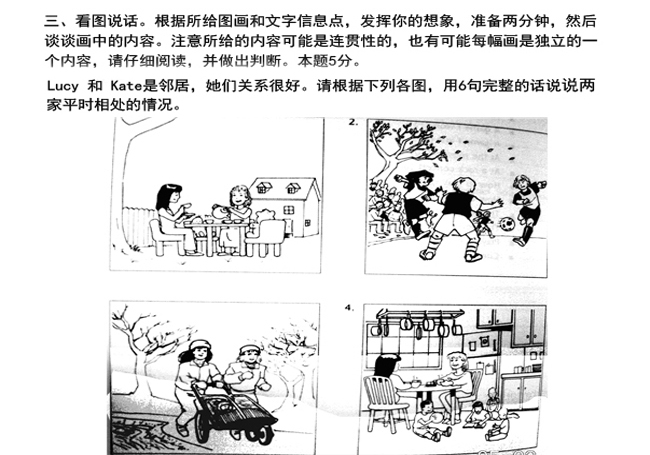 三、看图说话。根据所给图画和文字信息点，发挥你的想象，准备两分钟，然后
谈谈画中的内容。注意所给的内容可能是连贯性的，也有可能每幅画是独立的一
个内容，请仔细阅读，并做出判断。本题5分。
Lucy 和 Kate是邻居，她们关系很好。请根据下列各图，用6句完整的话说说两
家平时相处的情况。
2.
4.